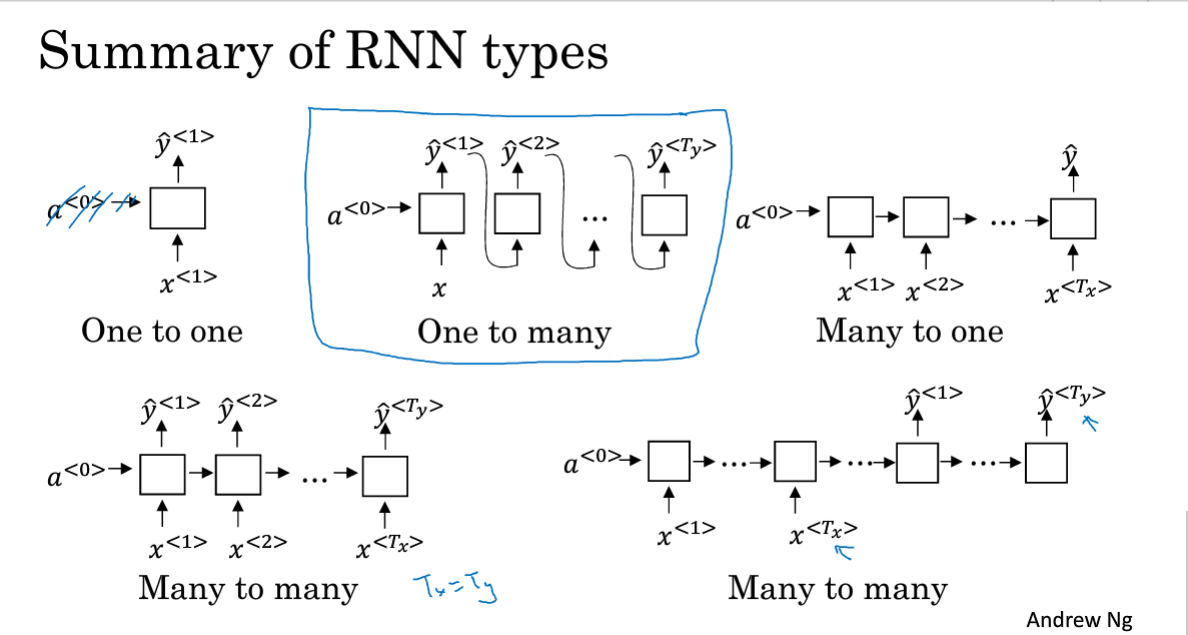 Summary of RNN types
ŷ<1>
a<0>
x<1>
One to one
ŷ<1> ŷ<2> ŷ<Ty>
a<0> ...
x
One to many
ŷ
a<0> ...
x<1> x<2> x<Tx>
Many to one
ŷ<1> ŷ<2> ŷ<Ty>
a<0> ...
x<1> x<2> x<Tx>
Many to many Tx=Ty
ŷ<1> ŷ<Ty>
a<0> ... ... ...
x<1> x<Tx>
Many to many
Andrew Ng